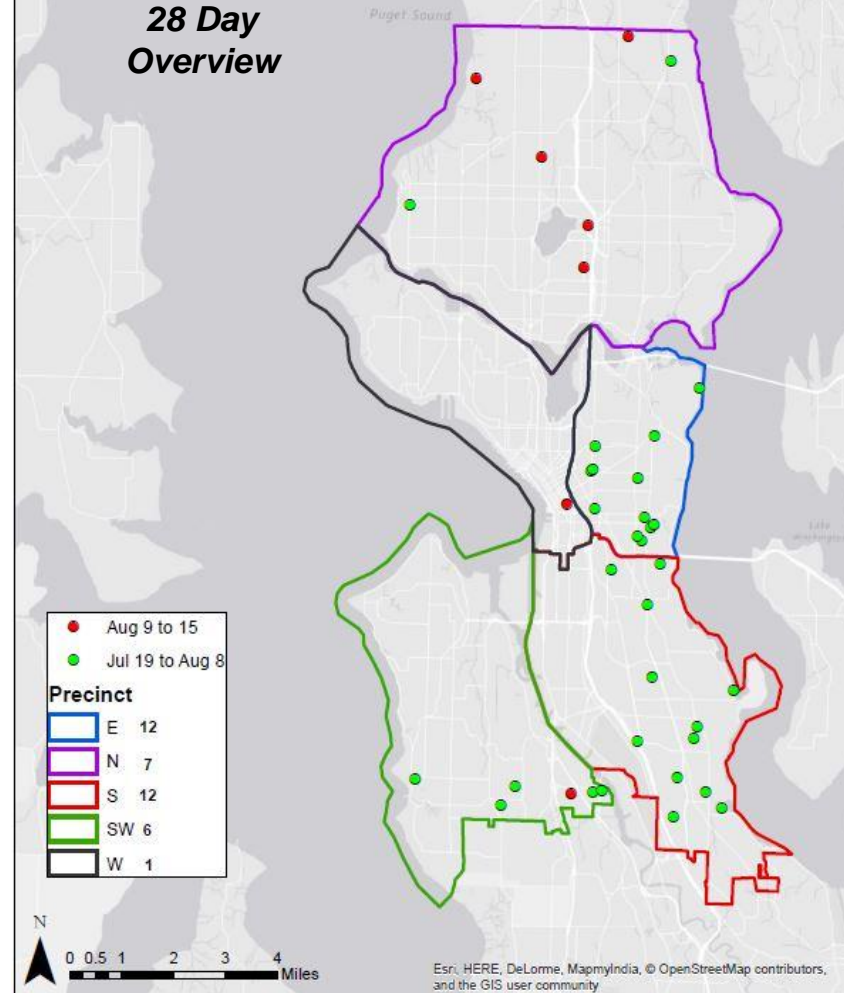 28 Day
Overview
Puget Sound
Lake
Washington
Aug 9 to 15
Jul 19 to Aug 8
Precinct
E 12
N 7
S 12
SW 6
W 1
N
0 0.5 1 2 3 4
Miles
Esri, HERE, DeLorme, MapmyIndia, © OpenStreetMap contributors,
and the GIS user community